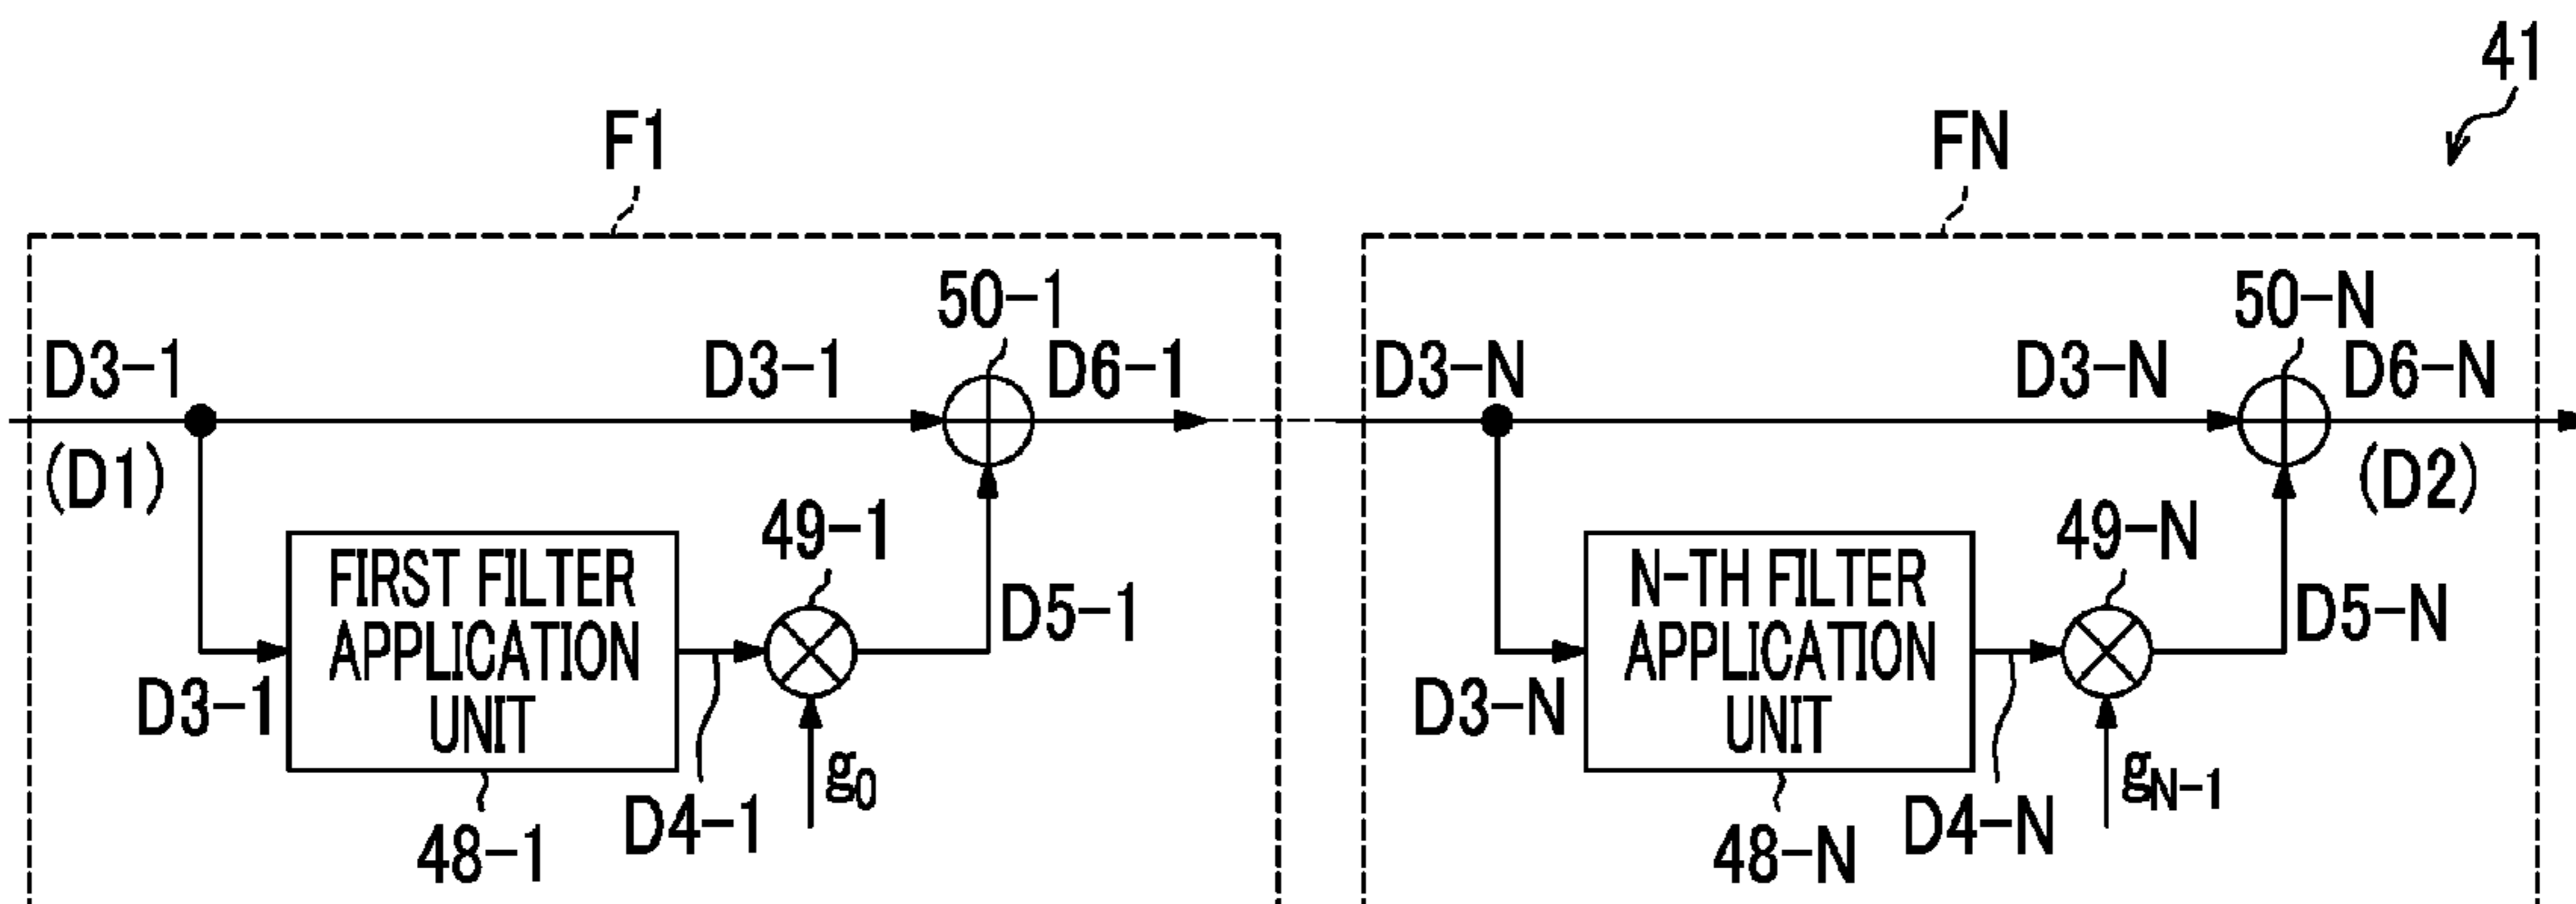 41
F1
FN
50-1
50-N
D3-1
D3-1
D6-1
D3-N
D3-N
D6-N
(D1)
(D2)
49-1
49-N
FIRST FILTER
APPLICATION
UNIT
N-TH FILTER
APPLICATION
UNIT
D5-1
D5-N
D3-1
D3-N
g0
gN-1
D4-1
D4-N
48-1
48-N